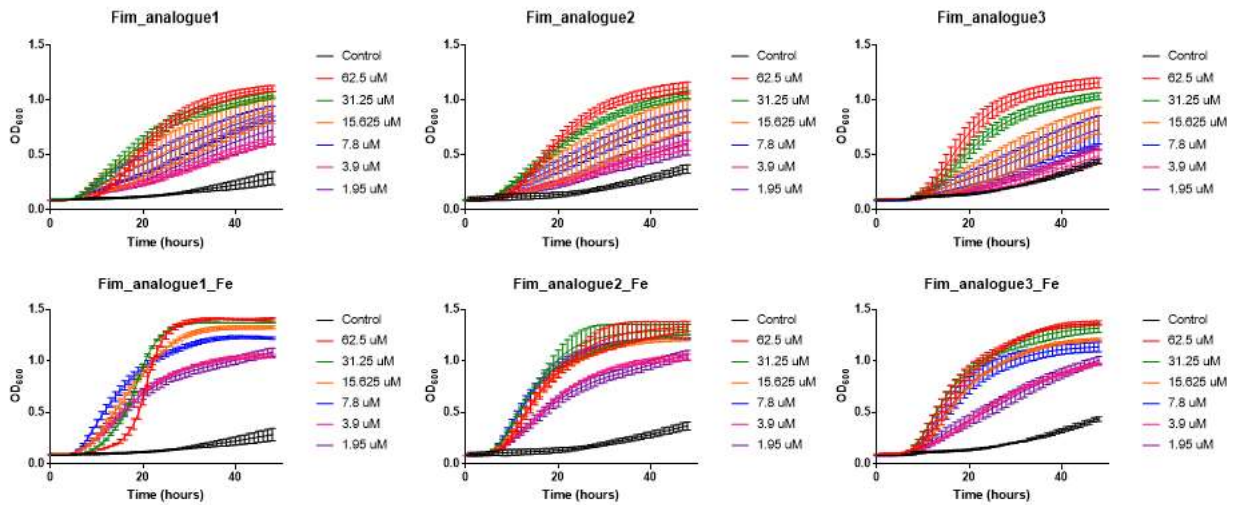 Fim_analogue1
1.5
1.0
0.5
0.0
OD600
0
20
40
Time (hours)
Control
62.5 uM
31.25 uM
15.625 uM
7.8 uM
3.9 uM
1.95 uM
Fim_analogue2
1.5
1.0
0.5
0.0
OD600
0
20
40
Time (hours)
Control
62.5 uM
31.25 uM
15.625 uM
7.8 uM
3.9 uM
1.95 uM
Fim_analogue3
1.5
1.0
0.5
0.0
OD600
0
20
40
Time (hours)
Control
62.5 uM
31.25 uM
15.625 uM
7.8 uM
3.9 uM
1.95 uM
Fim_analogue1_Fe
1.5
1.0
0.5
0.0
OD600
0
20
40
Time (hours)
Control
62.5 uM
31.25 uM
15.625 uM
7.8 uM
3.9 uM
1.95 uM
Fim_analogue2_Fe
1.5
1.0
0.5
0.0
OD600
0
20
40
Time (hours)
Control
62.5 uM
31.25 uM
15.625 uM
7.8 uM
3.9 uM
1.95 uM
Fim_analogue3_Fe
1.5
1.0
0.5
0.0
OD600
0
20
40
Time (hours)
Control
62.5 uM
31.25 uM
15.625 uM
7.8 uM
3.9 uM
1.95 uM